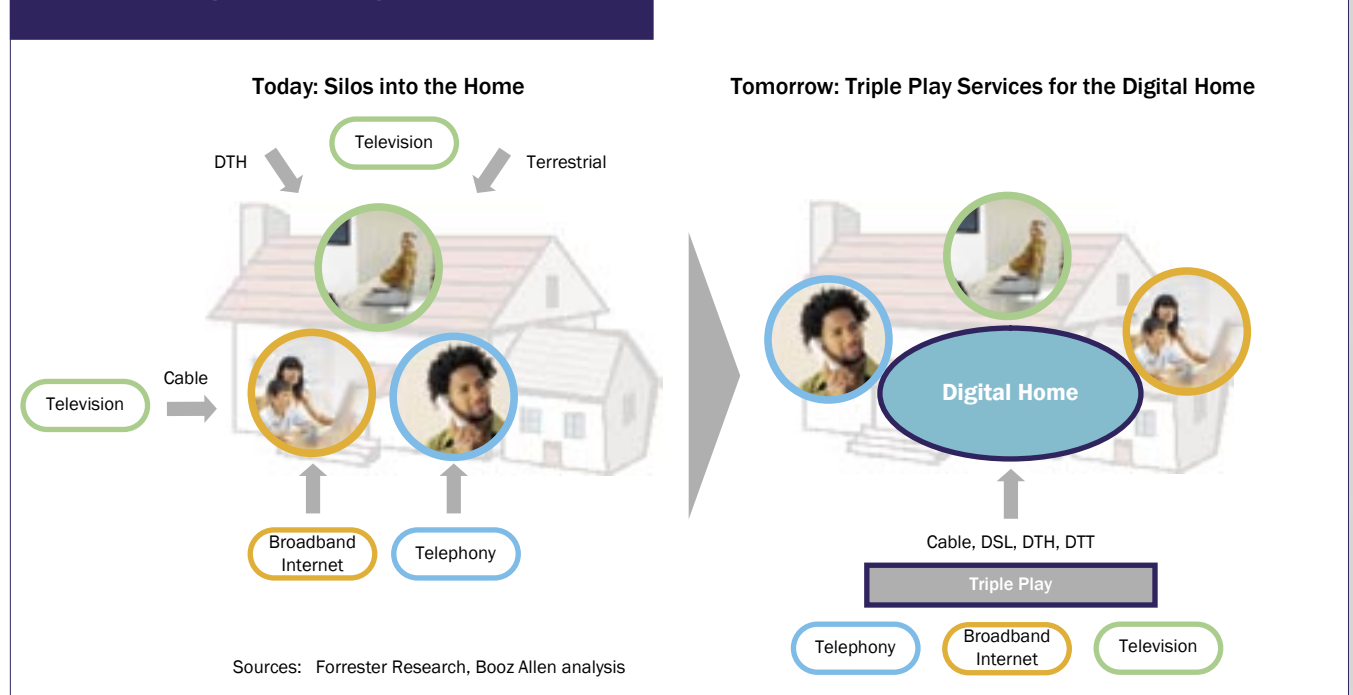 Today: Silos into the Home
Television
DTH
Terrestrial
Cable
Television
Broadband
Internet
Telephony
Sources: Forrester Research, Booz Allen analysis
Tomorrow: Triple Play Services for the Digital Home
Digital Home
Cable, DSL, DTH, DTT
Triple Play
Telephony
Broadband
Internet
Television